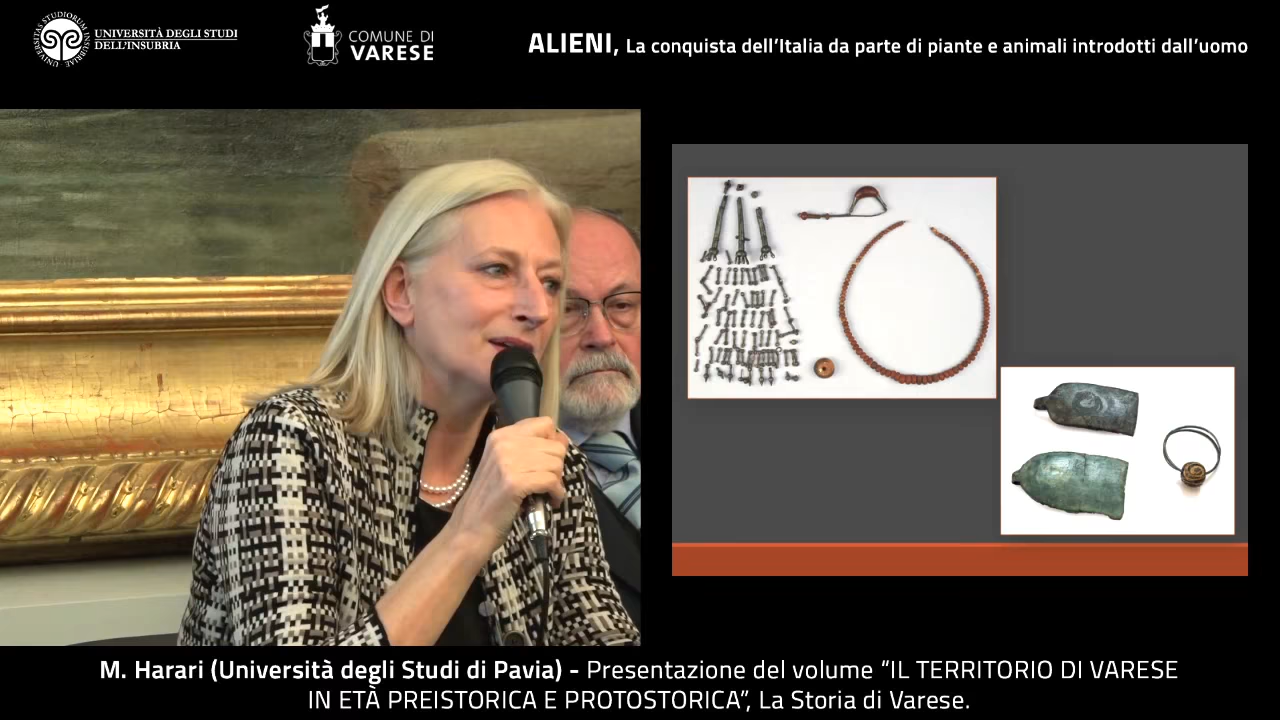 UNIVERSITÀ DEGLI STUDI
DELL'INSUBRIA
COMUNE DI
VARESE
ALIENI, La conquista dell'Italia da parte di piante e animali introdotti dall'uomo
M. Harari (Università degli Studi di Pavia) - Presentazione del volume “IL TERRITORIO DI VARESE
IN ETÀ PREISTORICA E PROTOSTORICA”, La Storia di Varese.